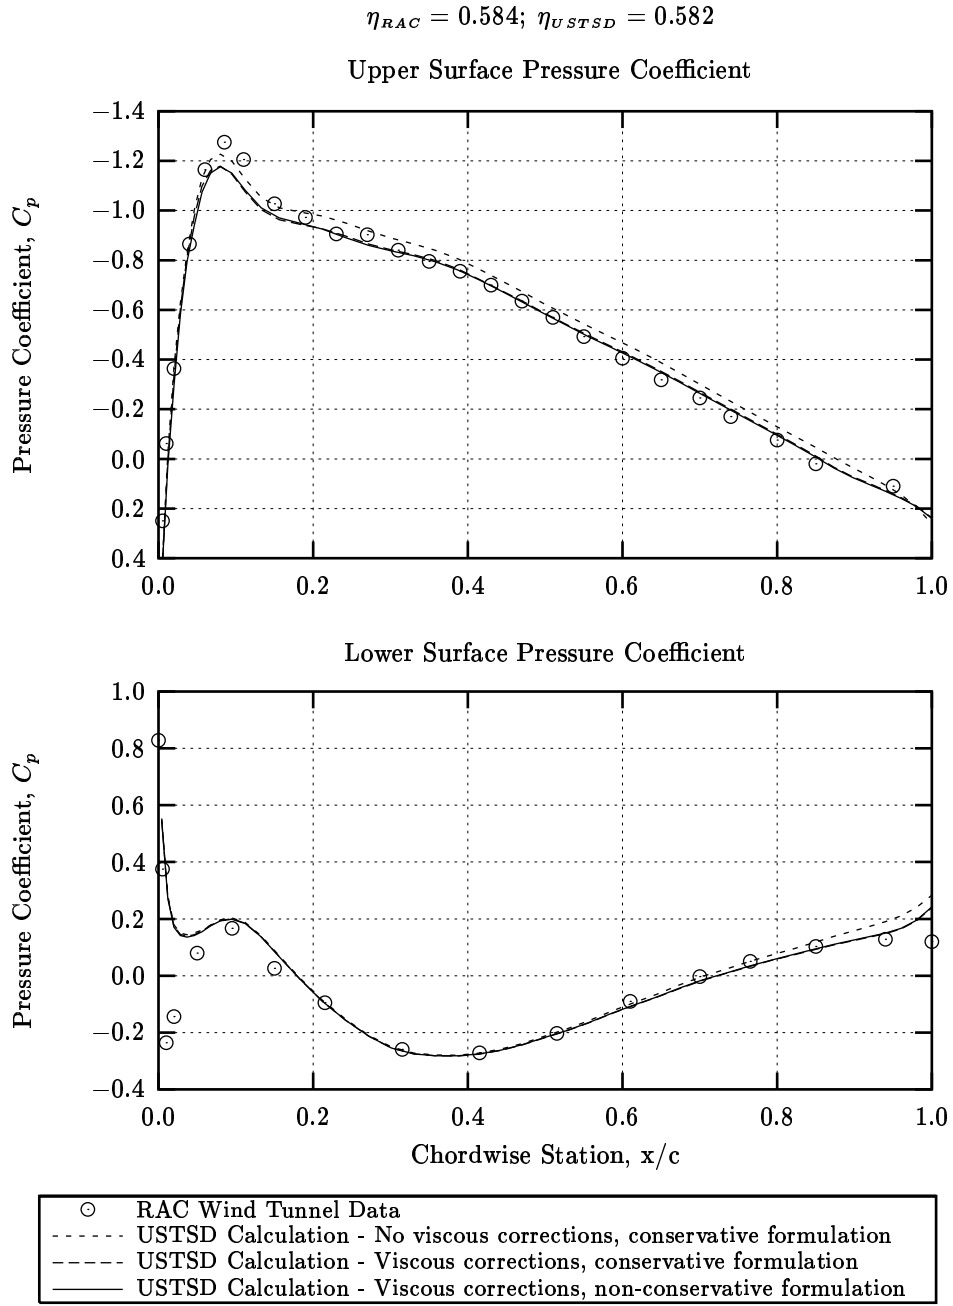 η_RAC = 0.584; η_USTSD = 0.582
Upper Surface Pressure Coefficient
Pressure Coefficient, C_p
−1.4
−1.2
−1.0
−0.8
−0.6
−0.4
−0.2
0.0
0.2
0.4
0.0 0.2 0.4 0.6 0.8 1.0
Lower Surface Pressure Coefficient
Pressure Coefficient, C_p
1.0
0.8
0.6
0.4
0.2
0.0
−0.2
−0.4
0.0 0.2 0.4 0.6 0.8 1.0
Chordwise Station, x/c
RAC Wind Tunnel Data
USTSD Calculation - No viscous corrections, conservative formulation
USTSD Calculation - Viscous corrections, conservative formulation
USTSD Calculation - Viscous corrections, non-conservative formulation